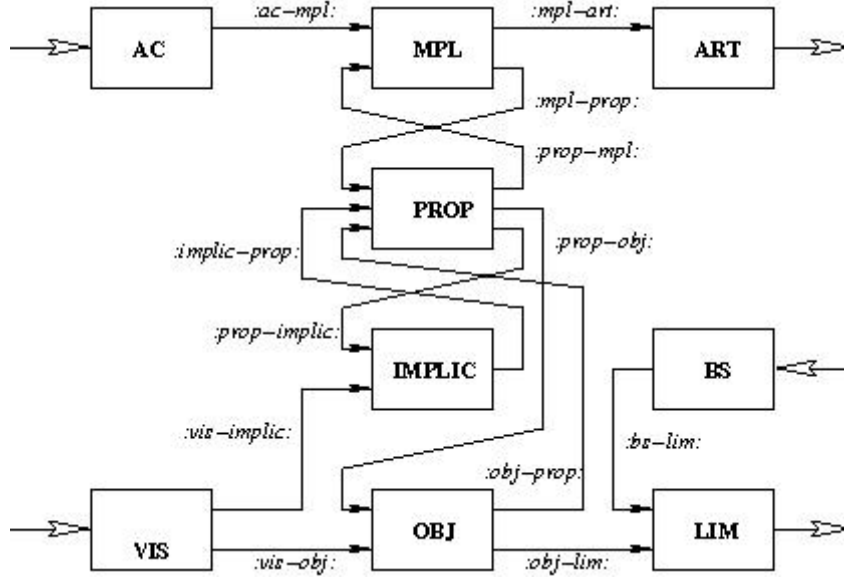 :ac−mpl:
:mpl−art:
AC
MPL
ART
:mpl−prop:
:prop−mpl:
PROP
:implic−prop:
:prop−obj:
:prop−implic:
IMPLIC
BS
:vis−implic:
:bs−lim:
:obj−prop:
VIS
OBJ
LIM
:vis−obj:
:obj−lim: